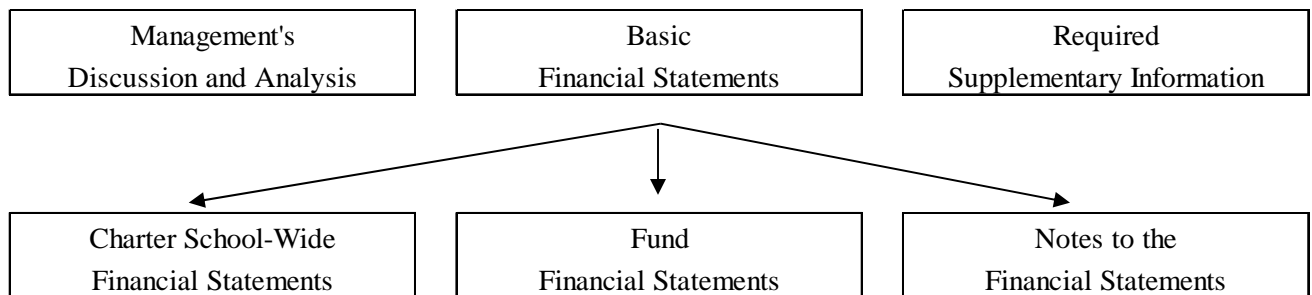 Management's
Discussion and Analysis
Basic
Financial Statements
Required
Supplementary Information
Charter School-Wide
Financial Statements
Fund
Financial Statements
Notes to the
Financial Statements